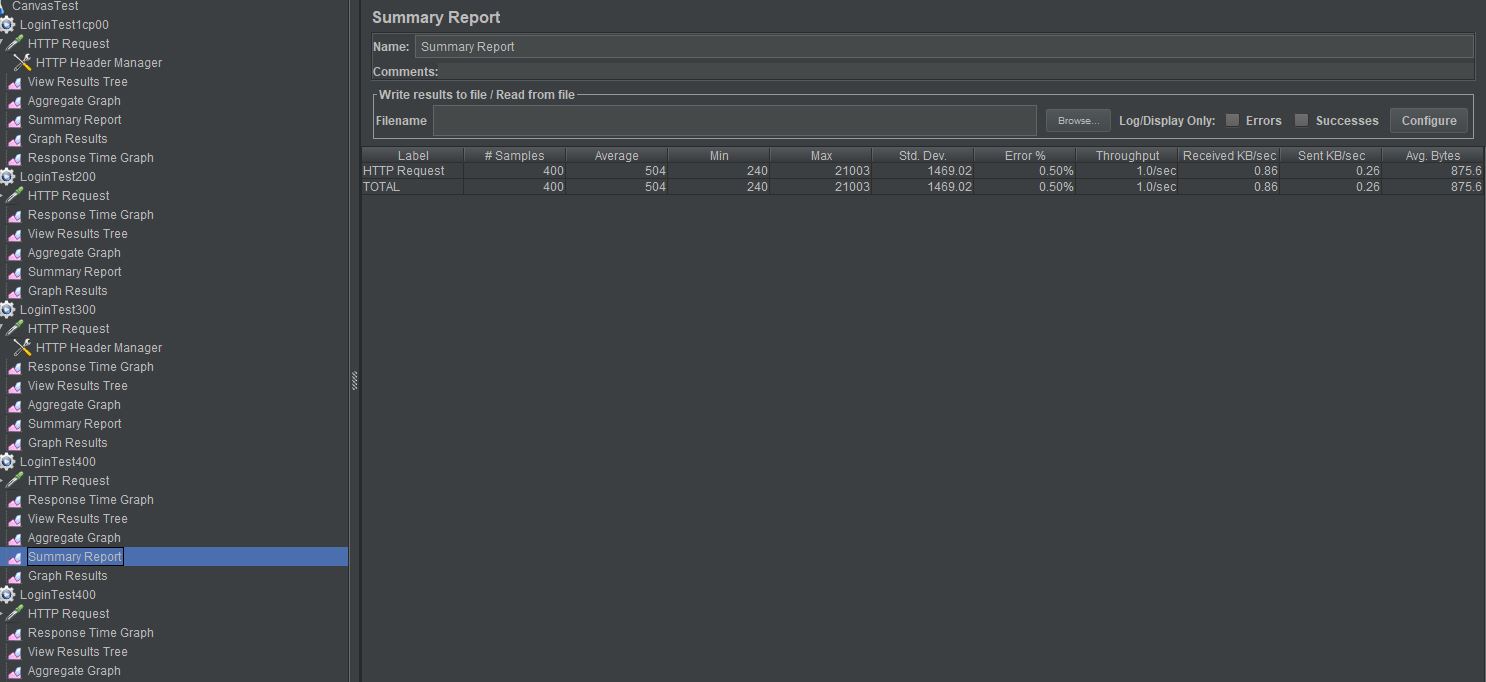 CanvasTest
LoginTest1cp00
HTTP Request
HTTP Header Manager
View Results Tree
Aggregate Graph
Summary Report
Graph Results
Response Time Graph
LoginTest200
HTTP Request
Response Time Graph
View Results Tree
Aggregate Graph
Summary Report
Graph Results
LoginTest300
HTTP Request
HTTP Header Manager
Response Time Graph
View Results Tree
Aggregate Graph
Summary Report
Graph Results
LoginTest400
HTTP Request
Response Time Graph
View Results Tree
Aggregate Graph
Summary Report
Graph Results
LoginTest400
HTTP Request
Response Time Graph
View Results Tree
Aggregate Graph
Summary Report
Name: Summary Report
Comments:
Write results to file / Read from file
Filename Browse... Log/Display Only: Errors Successes Configure
Label # Samples Average Min Max Std. Dev. Error % Throughput Received KB/sec Sent KB/sec Avg. Bytes
HTTP Request 400 504 240 21003 1469.02 0.50% 1.0/sec 0.86 0.26 875.6
TOTAL 400 504 240 21003 1469.02 0.50% 1.0/sec 0.86 0.26 875.6